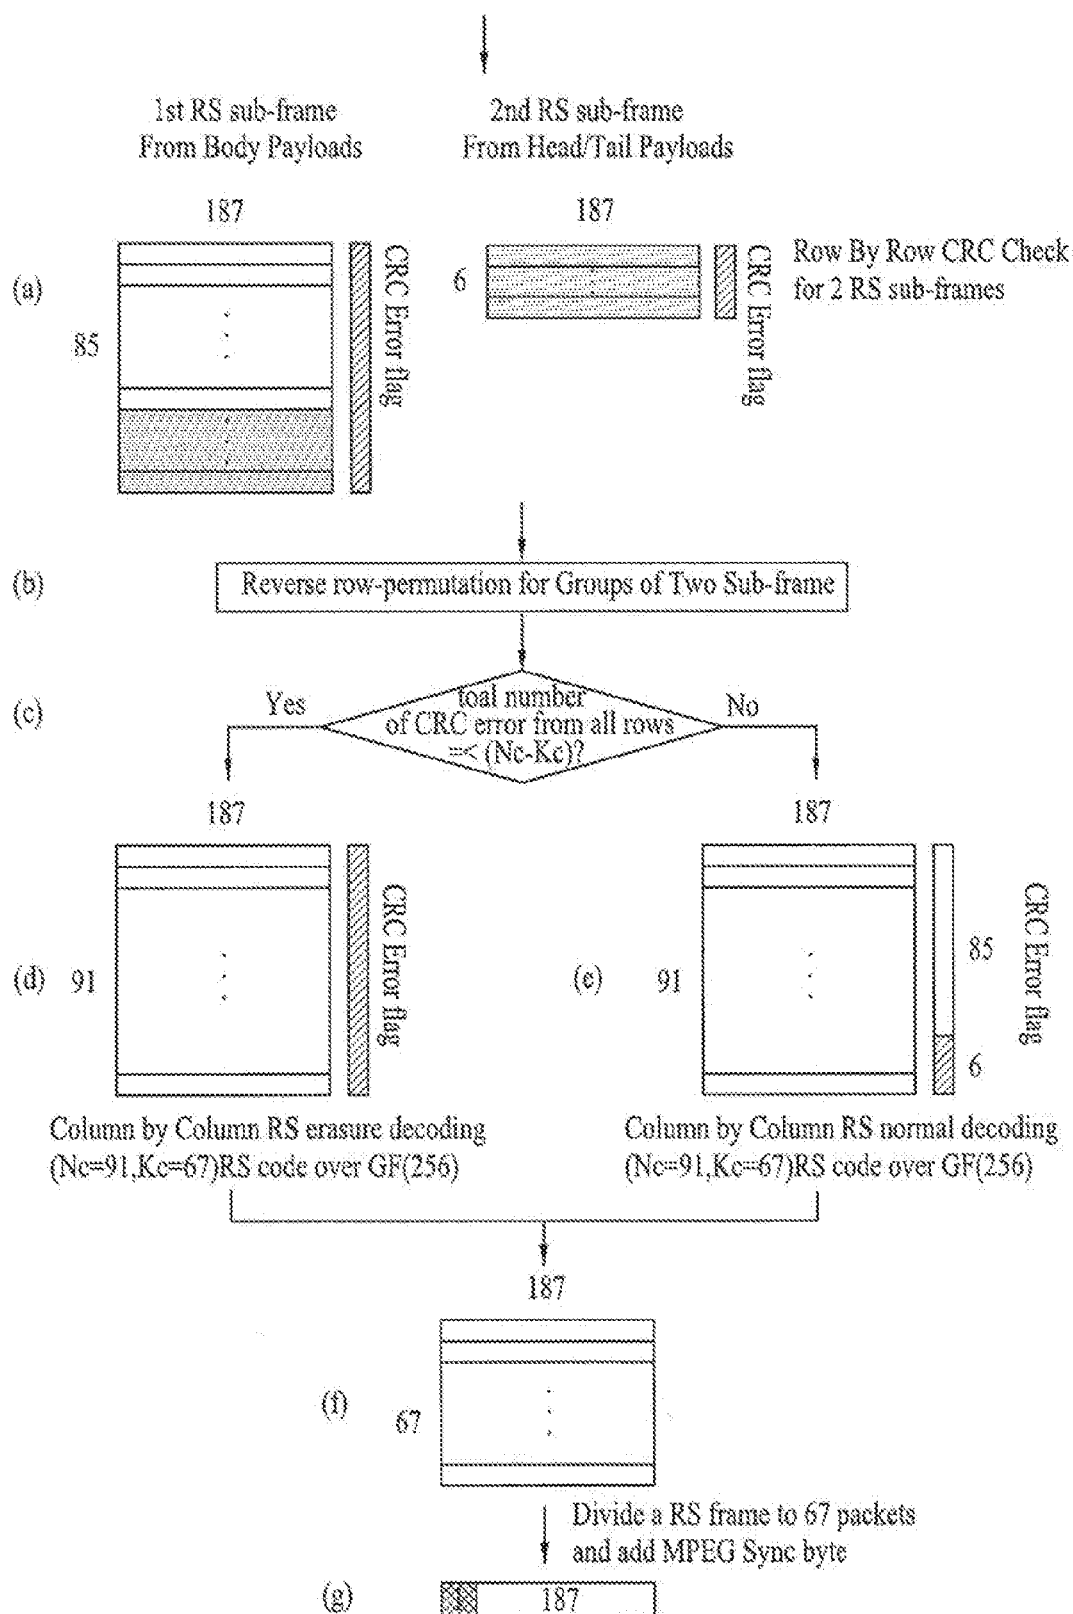 1st RS sub-frame
From Body Payloads
2nd RS sub-frame
From Head/Tail Payloads
187
187
(a)
85
CRC Error flag
6
CRC Error flag
Row By Row CRC Check
for 2 RS sub-frames
(b)
Reverse row-permutation for Groups of Two Sub-frame
(c)
Yes
toal number
of CRC error from all rows
=< (Nc-Kc)?
No
187
187
(d)
91
CRC Error flag
(e)
91
85
6
CRC Error flag
Column by Column RS erasure decoding
(Nc=91,Kc=67)RS code over GF(256)
Column by Column RS normal decoding
(Nc=91,Kc=67)RS code over GF(256)
187
(f)
67
Divide a RS frame to 67 packets
and add MPEG Sync byte
(g)
1
187